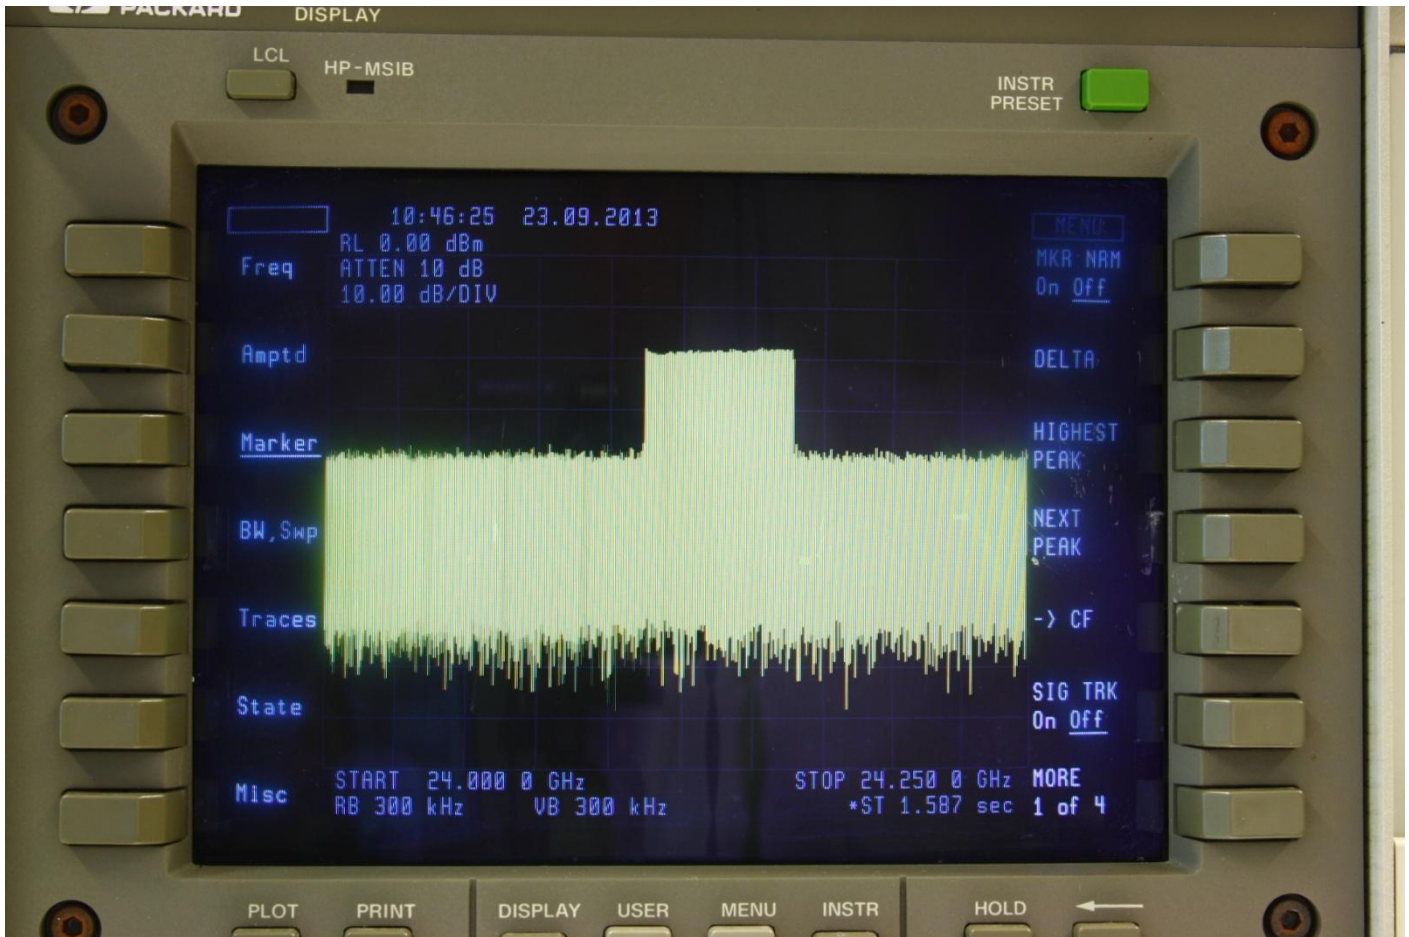 PACKARD
DISPLAY
LCL
HP-MSIB
INSTR
PRESET
10:46:25 23.09.2013
RL 0.00 dBm
ATTEN 10 dB
10.00 dB/DIV
Freq
Amptd
Marker
BW,Swp
Traces
State
Misc
MENU
MKR NRM
On Off
DELTA
HIGHEST
PEAK
NEXT
PEAK
-> CF
SIG TRK
On Off
MORE
1 of 4
START 24.000 0 GHz
STOP 24.250 0 GHz
RB 300 kHz VB 300 kHz
*ST 1.587 sec
PLOT
PRINT
DISPLAY
USER
MENU
INSTR
HOLD